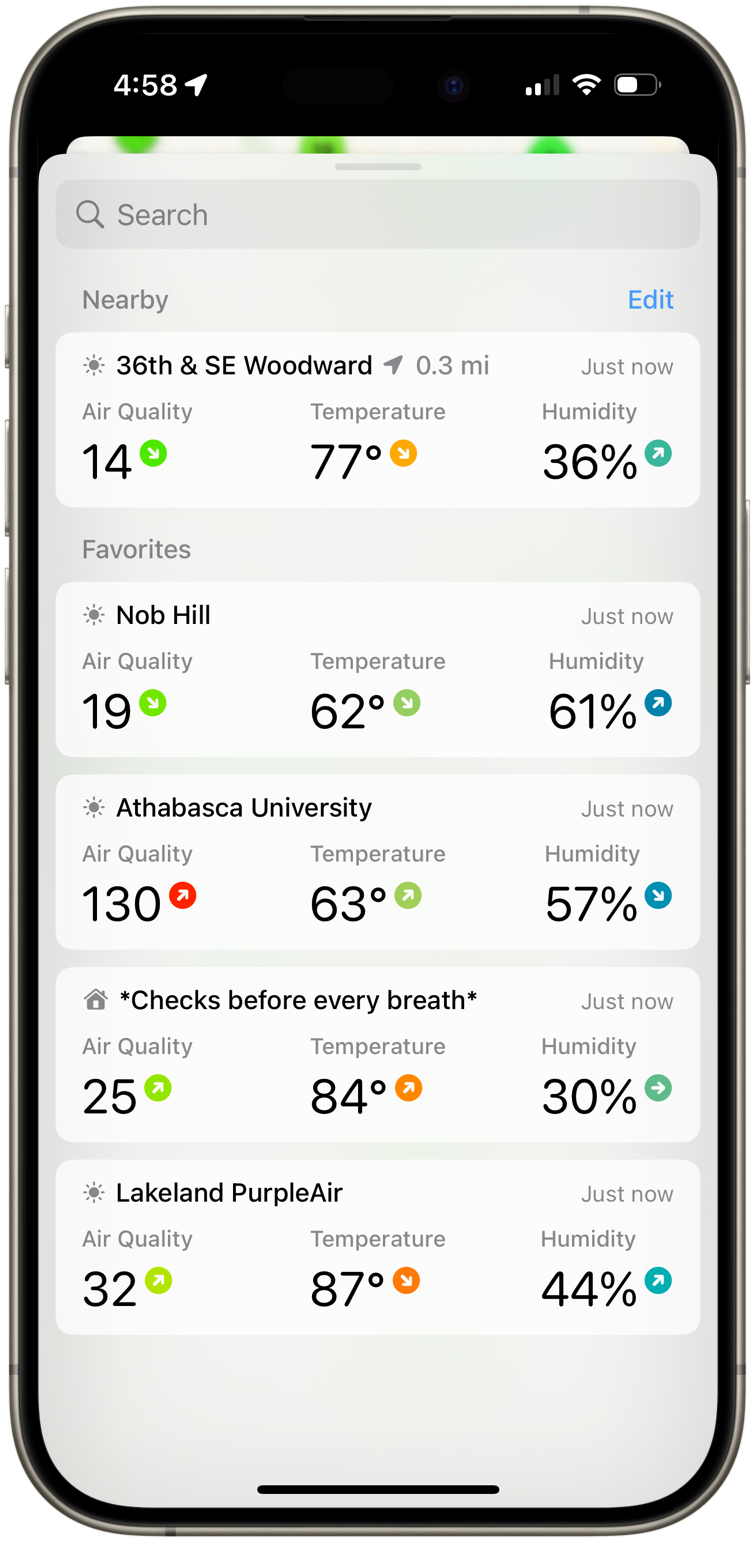 4:58
Search
Nearby Edit
36th & SE Woodward 0.3 mi Just now
Air Quality Temperature Humidity
14 77° 36%
Favorites
Nob Hill Just now
Air Quality Temperature Humidity
19 62° 61%
Athabasca University Just now
Air Quality Temperature Humidity
130 63° 57%
*Checks before every breath* Just now
Air Quality Temperature Humidity
25 84° 30%
Lakeland PurpleAir Just now
Air Quality Temperature Humidity
32 87° 44%